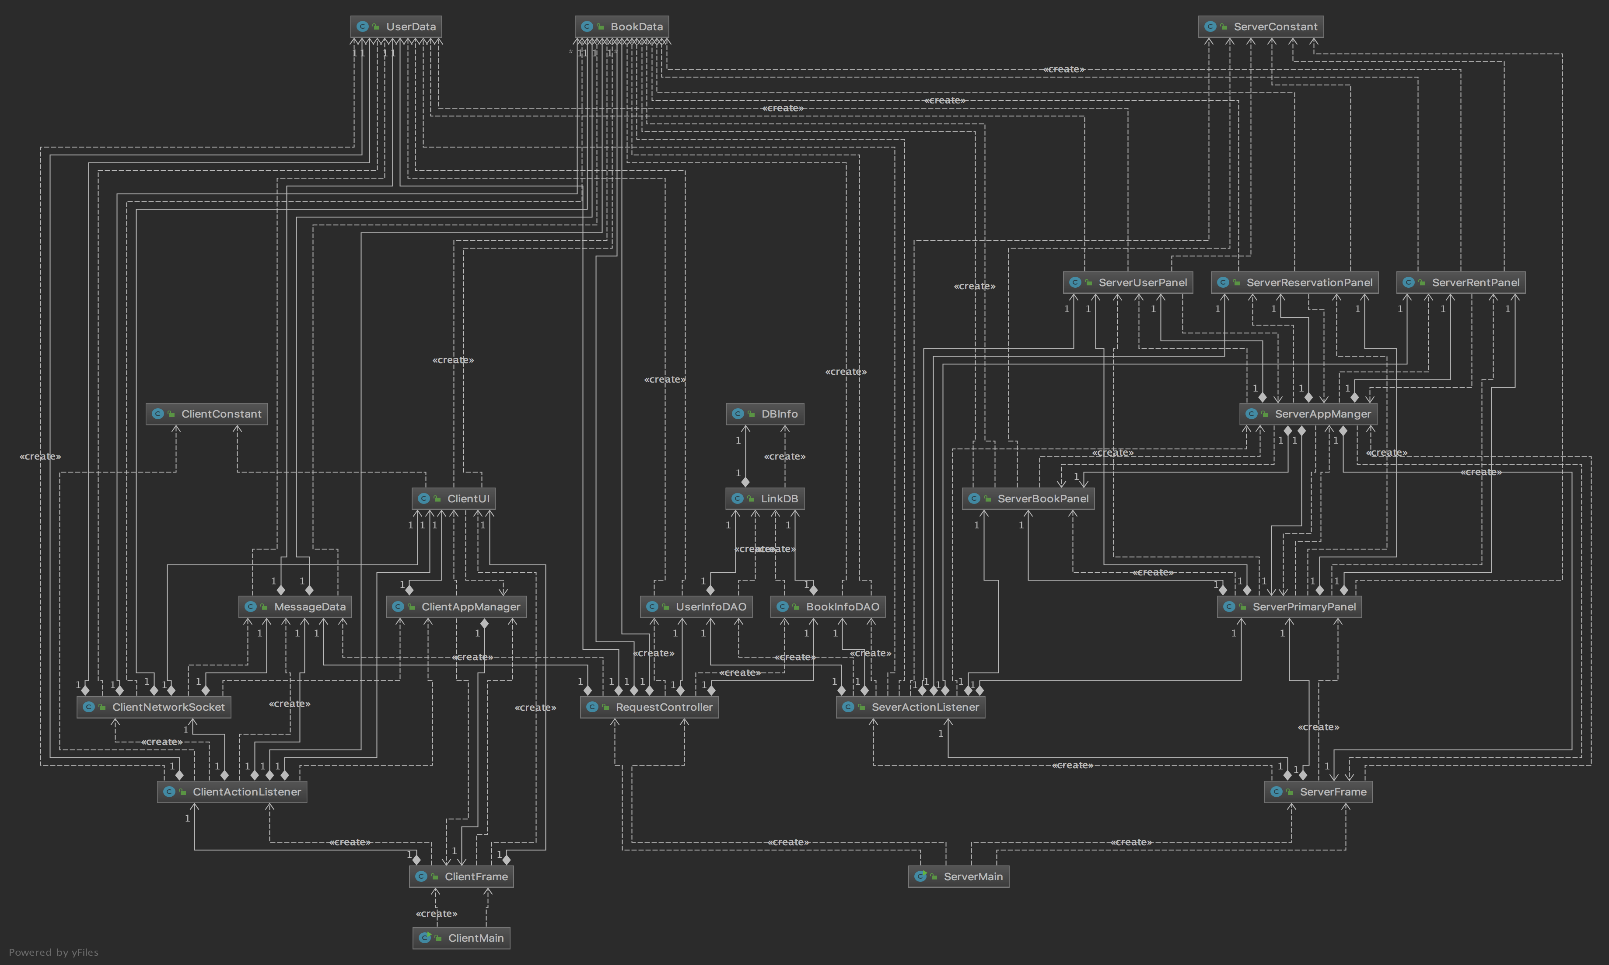 UserData
BookData
ServerConstant
«create»
«create»
«create»
«create»
ServerUserPanel
ServerReservationPanel
ServerRentPanel
«create»
«create»
«create»
ClientConstant
DBInfo
ServerAppManger
«create»
«create»
«create»
«create»
ClientUI
LinkDB
ServerBookPanel
«create»
«create»
«create»
MessageData
ClientAppManager
UserInfoDAO
BookInfoDAO
ServerPrimaryPanel
«create»
«create»
«create»
«create»
«create»
«create»
«create»
ClientNetworkSocket
RequestController
SeverActionListener
«create»
«create»
«create»
ClientActionListener
ServerFrame
«create»
«create»
«create»
ClientFrame
ServerMain
«create»
ClientMain
Powered by yFiles